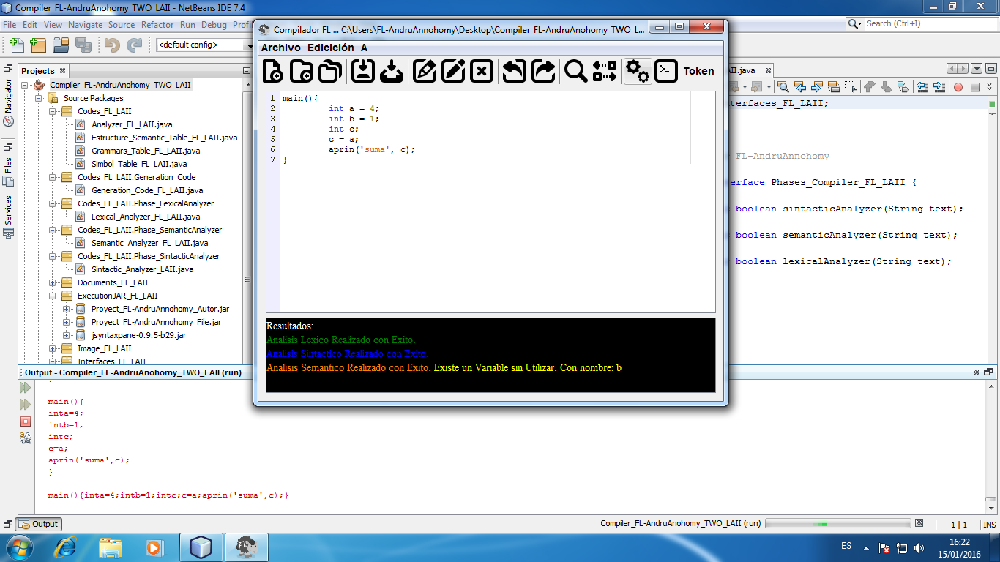 Compiler_FL-AndruAnohomy_TWO_LAII - NetBeans IDE 7.4
File Edit View Navigate Source Refactor Run Debug Profi
Search (Ctrl+I)
<default config>
Projects
Navigator
Files
Services
Compiler_FL-AndruAnohomy_TWO_LAII
Source Packages
Codes_FL_LAII
Analyzer_FL_LAII.java
Estructure_Semantic_Table_FL_LAII.java
Grammars_Table_FL_LAII.java
Simbol_Table_FL_LAII.java
Codes_FL_LAII.Generation_Code
Generation_Code_FL_LAII.java
Codes_FL_LAII.Phase_LexicalAnalyzer
Lexical_Analyzer_FL_LAII.java
Codes_FL_LAII.Phase_SemanticAnalyzer
Semantic_Analyzer_FL_LAII.java
Codes_FL_LAII.Phase_SintacticAnalyzer
Sintactic_Analyzer_LAII.java
Documents_FL_LAII
ExecutionJAR_FL_LAII
Proyect_FL-AndruAnnohomy_Autor.jar
Proyect_FL-AndruAnnohomy_File.jar
jsyntaxpane-0.9.5-b29.jar
Image_FL_LAII
Interfaces_FL_LAII
Compilador FL ... C:\Users\FL-AndruAnnohomy\Desktop\Compiler_FL-AndruAnohomy_TWO_L...
Archivo Edicición A
Token
1 main(){
2 int a = 4;
3 int b = 1;
4 int c;
5 c = a;
6 aprin('suma', c);
7 }
Resultados:
Analisis Lexico Realizado con Exito.
Analisis Sintactico Realizado con Exito.
Analisis Semantico Realizado con Exito. Existe un Variable sin Utilizar. Con nombre: b
AII.java
nterfaces_FL_LAII;
FL-AndruAnnohomy
erface Phases_Compiler_FL_LAII {
boolean sintacticAnalyzer(String text);
boolean semanticAnalyzer(String text);
boolean lexicalAnalyzer(String text);
Output - Compiler_FL-AndruAnohomy_TWO_LAII (run)
}
main(){
inta=4;
intb=1;
intc;
c=a;
aprin('suma',c);
}
main(){inta=4;intb=1;intc;c=a;aprin('suma',c);}
Output
Compiler_FL-AndruAnohomy_TWO_LAII (run)
1 | 1
INS
ES
16:22
15/01/2016